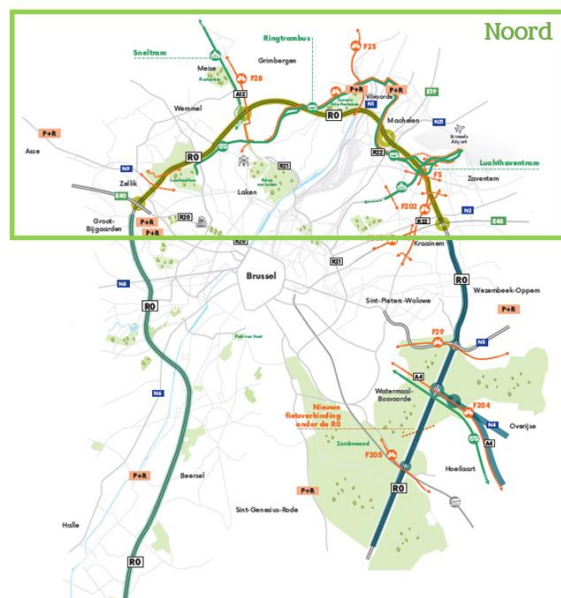 Noord
Sneltram
Ringtrambus
F23
Meise
F28
Grimbergen
A12
P+R
Vilvoorde
P+R
E19
Wemmel
N1
R0
Machelen
N21
P+R
Asse
R0
R22
Brussels Airport
N9
Zellik
R21
Luchthaventram
Laken
F3
Zaventem
E40
F202
Groot-Bijgaarden
R20
P+R
P+R
N2
R22
E40
R20
Kraainem
R21
N8
Brussel
R0
Wezembeek-Oppem
R0
Sint-Pieters-Woluwe
P+R
F29
N3
N6
A4
Watermaal-Bosvoorde
Nieuwe fietsverbinding onder de R0
F204
N4
Overijse
A4
Zoniënwoud
F205
Hoeilaart
P+R
Beersel
P+R
R0
Sint-Genesius-Rode
Halle
R0